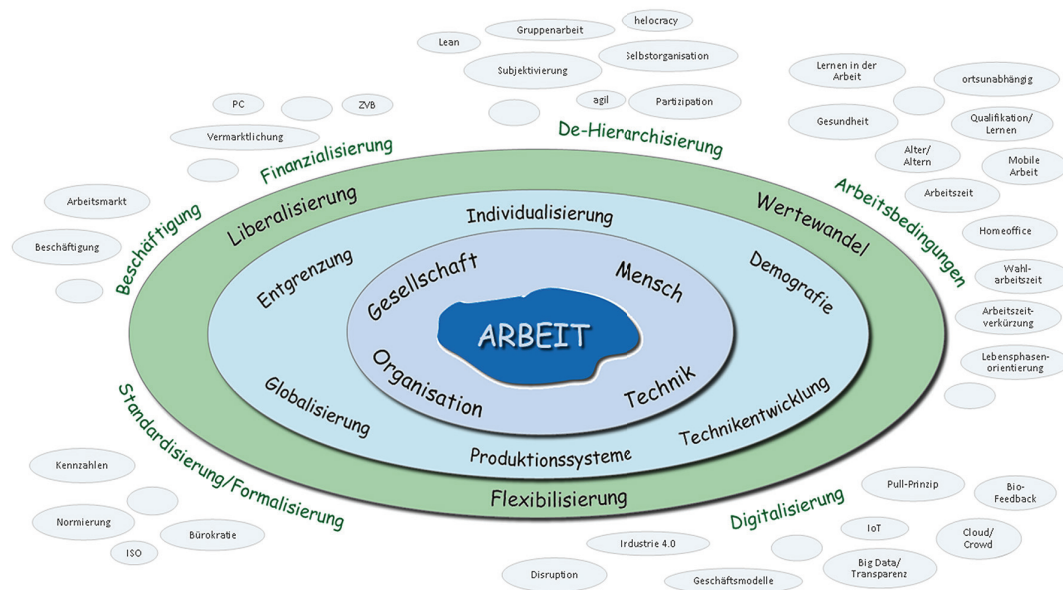 helocracy
Gruppenarbeit
Lean
Selbstorganisation
Subjektivierung
Lernen in der
Arbeit
ortsunabhängig
PC
ZVB
agil
Partizipation
Gesundheit
Qualifikation/
Lernen
Vermarktlichung
De-Hierarchisierung
Finanzialisierung
Alter/
Altern
Mobile
Arbeit
Arbeitsmarkt
Arbeitszeit
Beschäftigung
Liberalisierung
Individualisierung
Wertewandel
Arbeitsbedingungen
Beschäftigung
Homeoffice
Entgrenzung
Gesellschaft
Mensch
Demografie
Wahl-
arbeitszeit
Arbeitszeit-
verkürzung
ARBEIT
Lebensphasen-
orientierung
Organisation
Technik
Globalisierung
Technikentwicklung
Standardisierung/Formalisierung
Produktionssysteme
Flexibilisierung
Digitalisierung
Kennzahlen
Normierung
Bürokratie
ISO
Pull-Prinzip
Bio-
Feedback
IoT
Cloud/
Crowd
Irdustrie 4.0
Big Data/
Transparenz
Disruption
Geschäftsmodelle